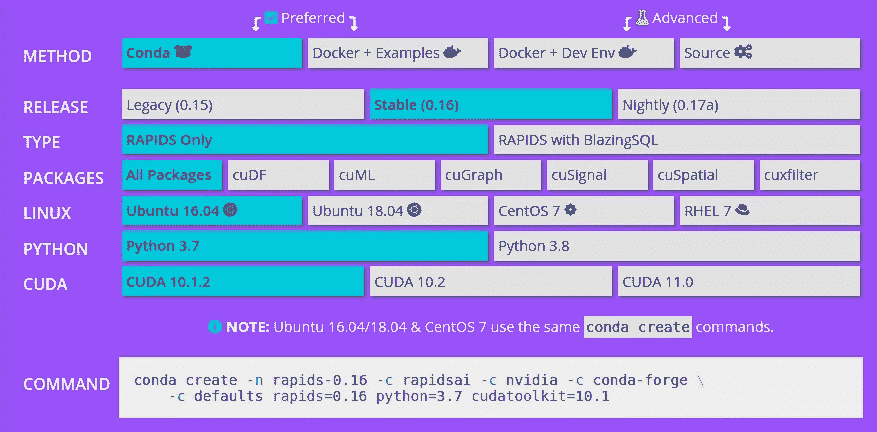 Preferred Advanced
METHOD Conda Docker + Examples Docker + Dev Env Source
RELEASE Legacy (0.15) Stable (0.16) Nightly (0.17a)
TYPE RAPIDS Only RAPIDS with BlazingSQL
PACKAGES All Packages cuDF cuML cuGraph cuSignal cuSpatial cuxfilter
LINUX Ubuntu 16.04 Ubuntu 18.04 CentOS 7 RHEL 7
PYTHON Python 3.7 Python 3.8
CUDA CUDA 10.1.2 CUDA 10.2 CUDA 11.0
NOTE: Ubuntu 16.04/18.04 & CentOS 7 use the same conda create commands.
COMMAND conda create -n rapids-0.16 -c rapidsai -c nvidia -c conda-forge \
-c defaults rapids=0.16 python=3.7 cudatoolkit=10.1